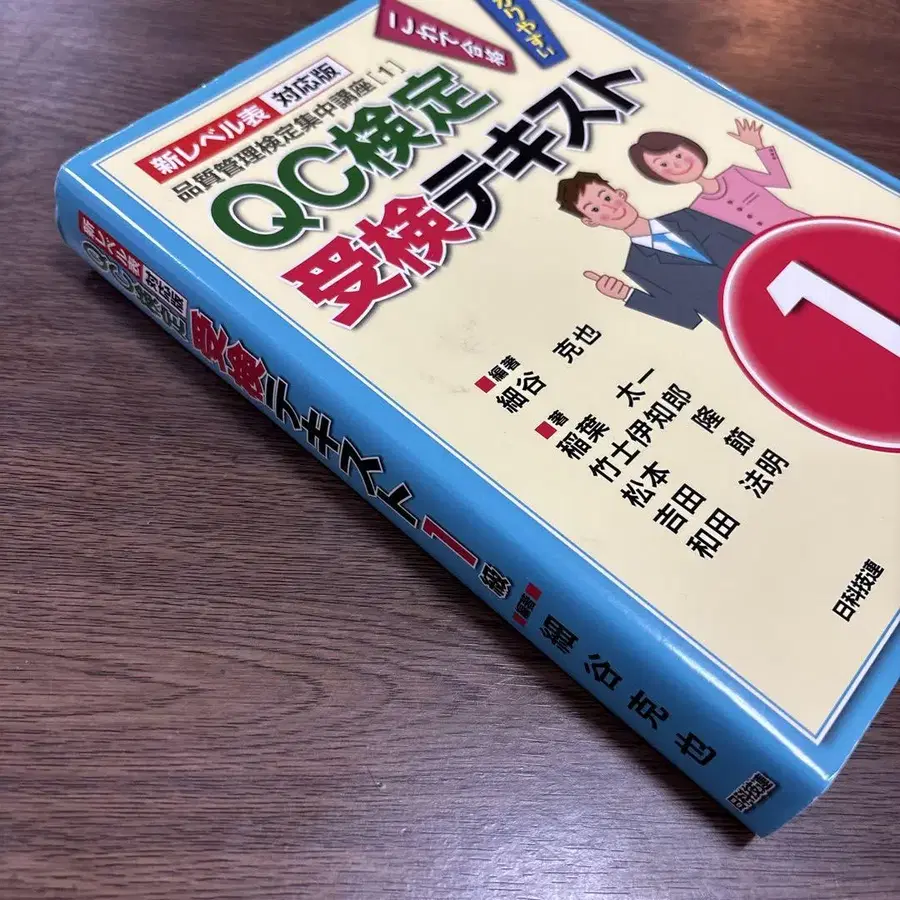 これで合格
かりやすい
新レベル表 対応版
品質管理検定集中講座［1］
QC検定
受検テキスト
1
■編著
細谷 克也
■著
稲葉 太一
竹士伊知郎
松本 隆
吉田 節
和田 法明
日科技連
新レベル表 対応版
QC検定
受検テキスト1級
■編著■
細谷克也
日科技連